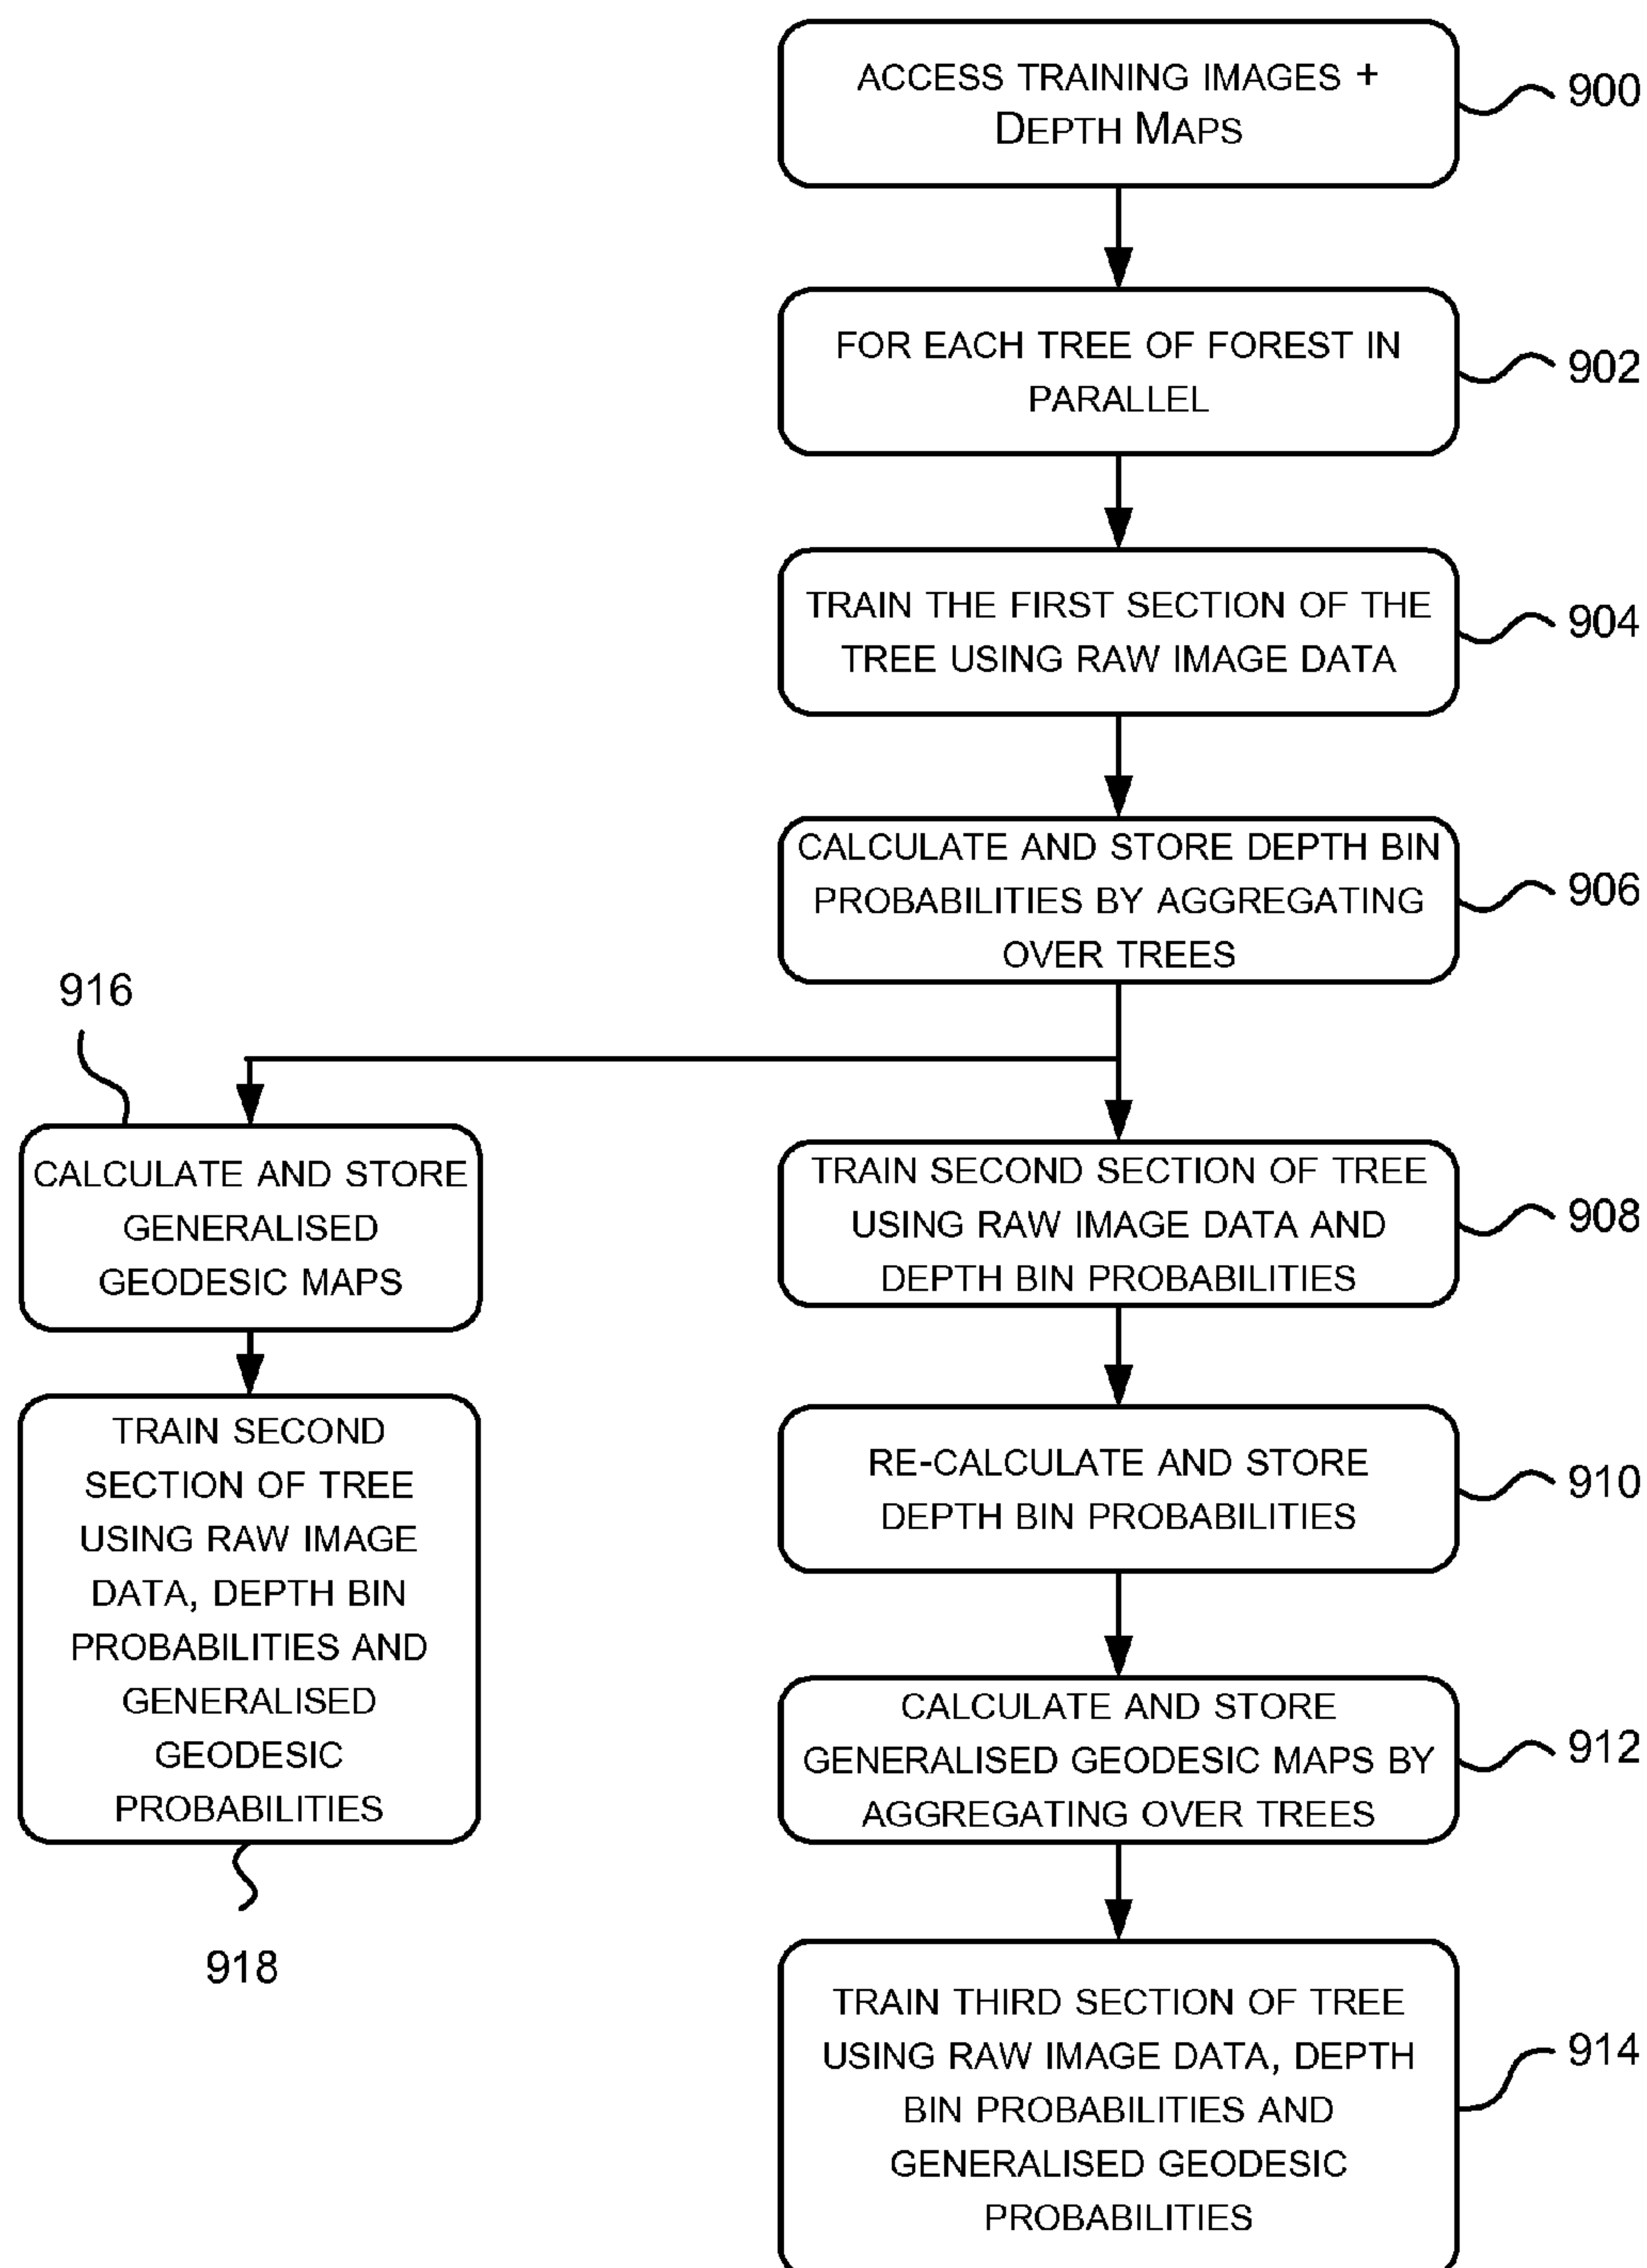 ACCESS TRAINING IMAGES +
DEPTH MAPS
900
FOR EACH TREE OF FOREST IN
PARALLEL
902
TRAIN THE FIRST SECTION OF THE
TREE USING RAW IMAGE DATA
904
CALCULATE AND STORE DEPTH BIN
PROBABILITIES BY AGGREGATING
OVER TREES
906
916
CALCULATE AND STORE
GENERALISED
GEODESIC MAPS
TRAIN SECOND SECTION OF TREE
USING RAW IMAGE DATA AND
DEPTH BIN PROBABILITIES
908
TRAIN SECOND
SECTION OF TREE
USING RAW IMAGE
DATA, DEPTH BIN
PROBABILITIES AND
GENERALISED
GEODESIC
PROBABILITIES
918
RE-CALCULATE AND STORE
DEPTH BIN PROBABILITIES
910
CALCULATE AND STORE
GENERALISED GEODESIC MAPS BY
AGGREGATING OVER TREES
912
TRAIN THIRD SECTION OF TREE
USING RAW IMAGE DATA, DEPTH
BIN PROBABILITIES AND
GENERALISED GEODESIC
PROBABILITIES
914